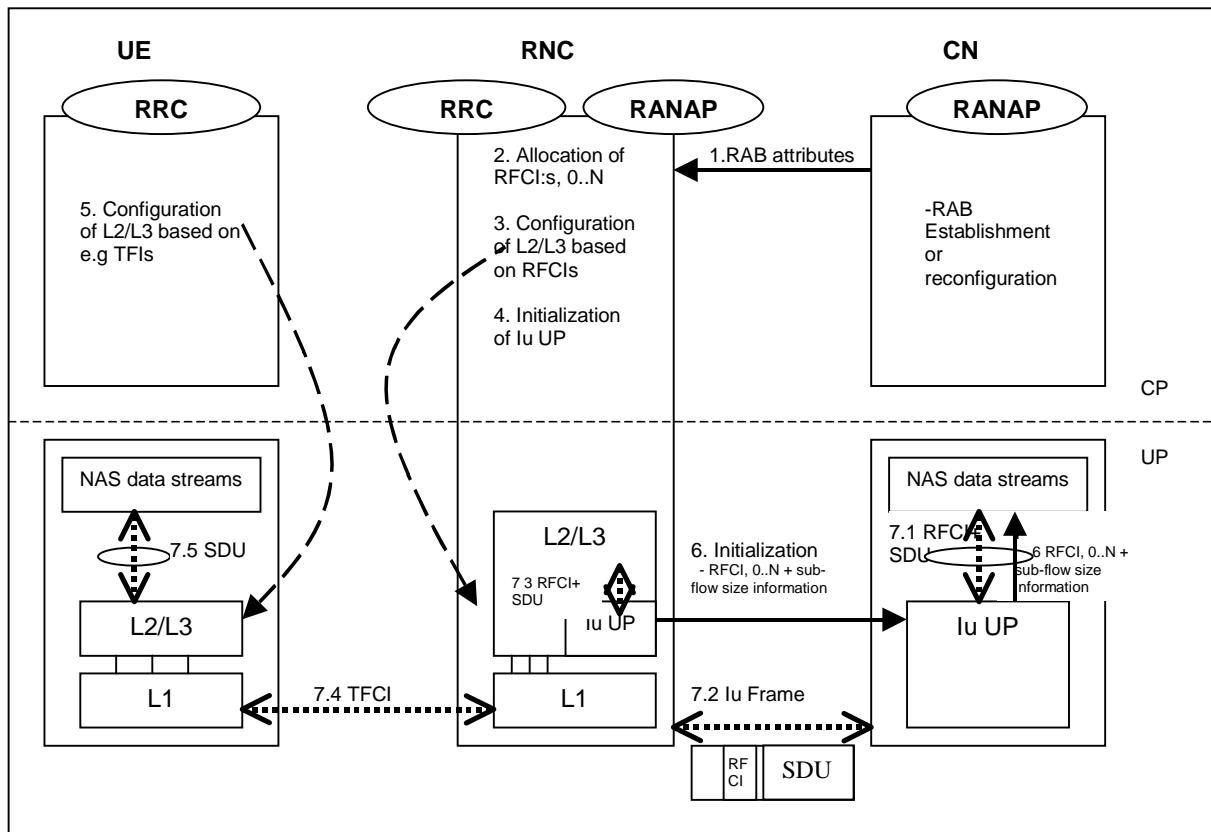 UE
RNC
CN
RRC
RRC
RANAP
RANAP
5. Configuration
of L2/L3 based on
e.g TFIs
2. Allocation of
RFCI:s, 0..N
3. Configuration
of L2/L3 based
on RFCIs
4. Initialization
of Iu UP
1.RAB attributes
-RAB
Establishment
or
reconfiguration
CP
UP
NAS data streams
7.5 SDU
L2/L3
L1
7.4 TFCI
L2/L3
7 3 RFCI+
SDU
Iu UP
L1
6. Initialization
- RFCI, 0..N + sub-
flow size information
7.2 Iu Frame
RF
CI
SDU
NAS data streams
7.1 RFCI+
SDU
6 RFCI, 0..N +
sub-flow size
information
Iu UP